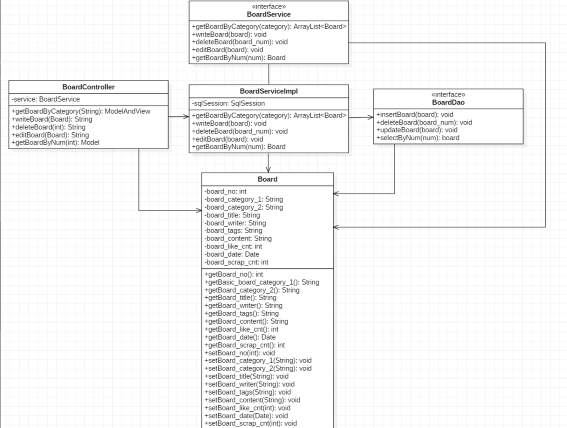 «interface»
BoardService
+getBoardByCategory(category): ArrayList<Board>
+writeBoard(board): void
+deleteBoard(board_num): void
+editBoard(board): void
+getBoardByNum(num): Board
BoardController
-service: BoardService
+getBoardByCategory(String): ModelAndView
+writeBoard(Board): String
+deleteBoard(int): String
+editBoard(Board): String
+getBoardByNum(int): Model
BoardServiceImpl
-sqlSession: SqlSession
+getBoardByCategory(category): ArrayList<Board>
+writeBoard(board): void
+deleteBoard(board_num): void
+editBoard(board): void
+getBoardByNum(num): Board
«interface»
BoardDao
+insertBoard(board): void
+deleteBoard(board_num): void
+updateBoard(board): void
+selectByNum(num): board
Board
-board_no: int
-board_category_1: String
-board_category_2: String
-board_title: String
-board_writer: String
-board_tags: String
-board_content: String
-board_like_cnt: int
-board_date: Date
-board_scrap_cnt: int
+getBoard_no(): int
+getBasic_board_category_1(): String
+getBoard_category_2(): String
+getBoard_title(): String
+getBoard_writer(): String
+getBoard_tags(): String
+getBoard_content(): String
+getBoard_like_cnt(): int
+getBoard_date(): Date
+getBoard_scrap_cnt(): int
+setBoard_no(int): void
+setBoard_category_1(String): void
+setBoard_category_2(String): void
+setBoard_title(String): void
+setBoard_writer(String): void
+setBoard_tags(String): void
+setBoard_content(String): void
+setBoard_like_cnt(int): void
+setBoard_date(Date): void
+setBoard_scrap_cnt(int): void